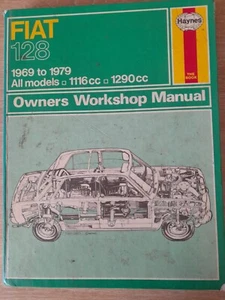 FIAT
128
Haynes
1969 to 1979
All models □ 1116cc □ 1290cc
Owners Workshop Manual